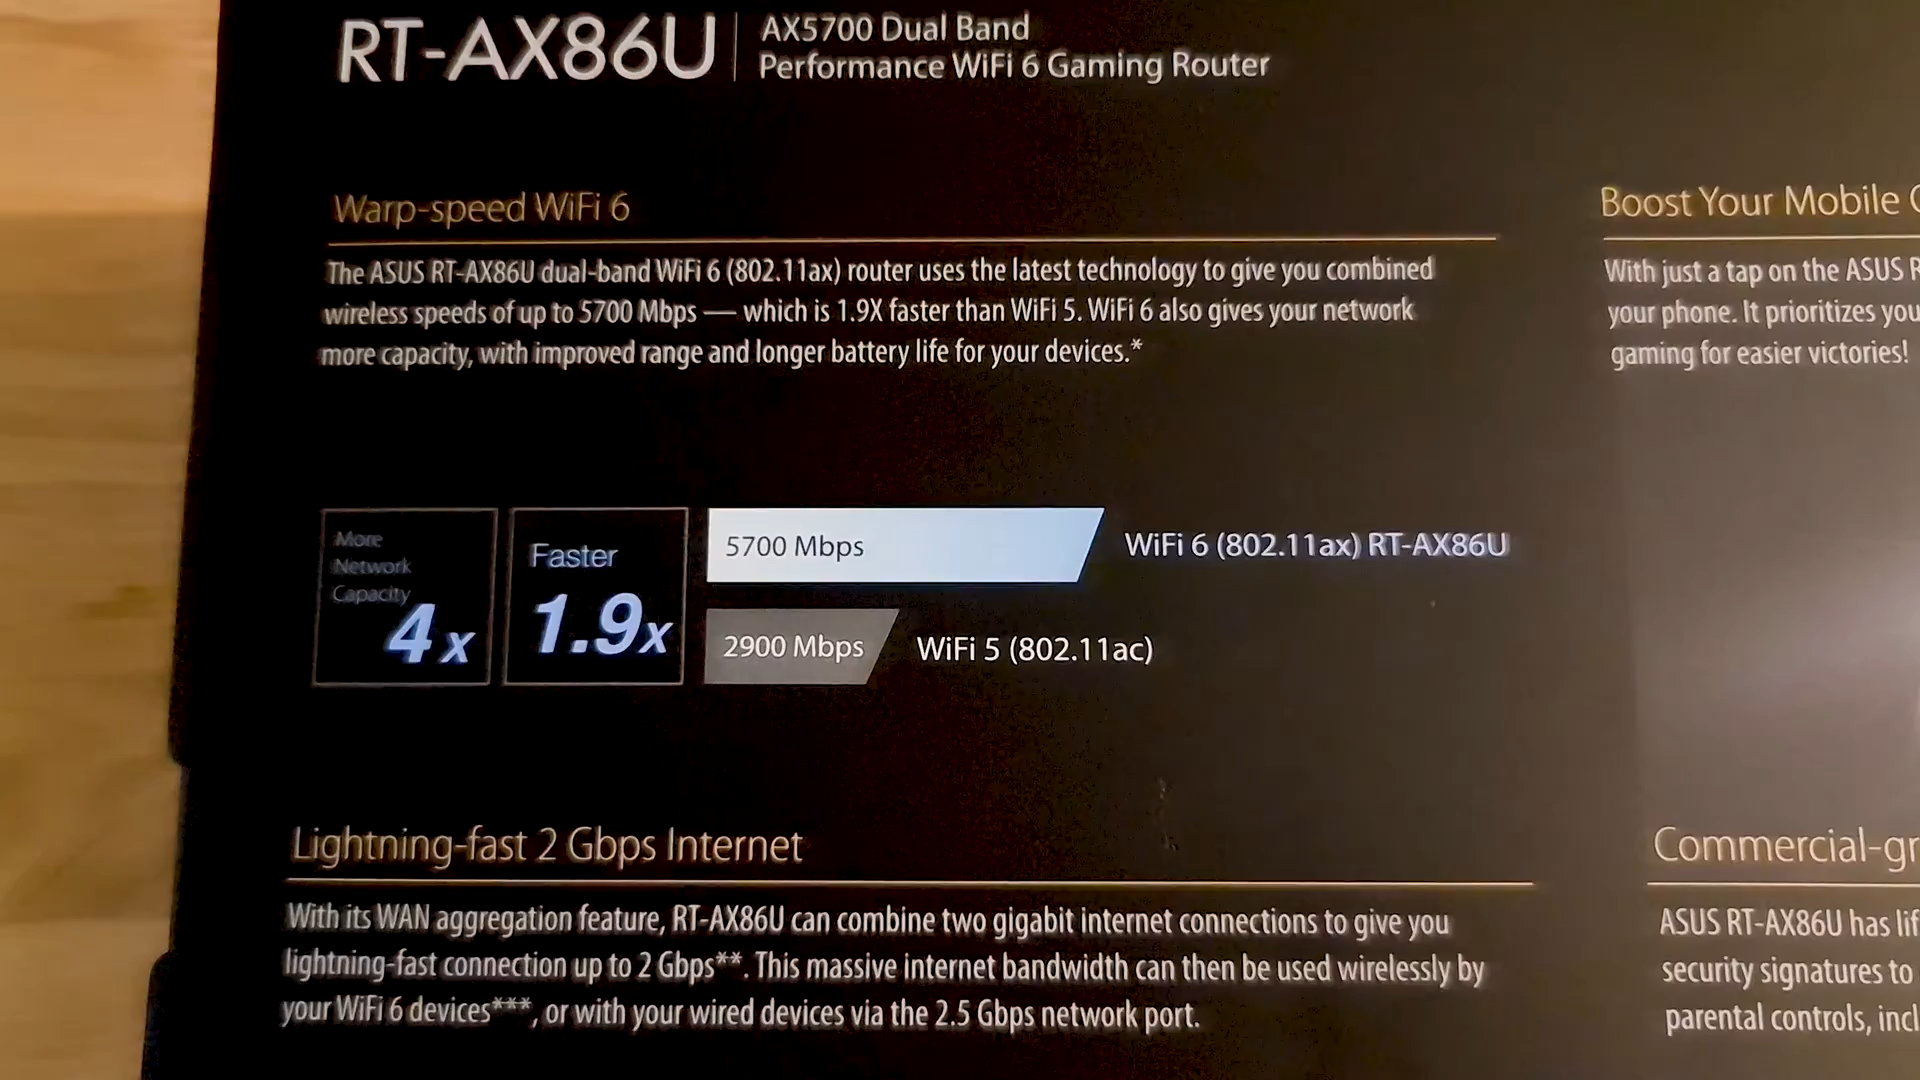 RT-AX86U
AX5700 Dual Band
Performance WiFi 6 Gaming Router
Warp-speed WiFi 6
The ASUS RT-AX86U dual-band WiFi 6 (802.11ax) router uses the latest technology to give you combined
wireless speeds of up to 5700 Mbps — which is 1.9X faster than WiFi 5. WiFi 6 also gives your network
more capacity, with improved range and longer battery life for your devices.*
More
Network
Capacity
4x
Faster
1.9x
5700 Mbps
WiFi 6 (802.11ax) RT-AX86U
2900 Mbps
WiFi 5 (802.11ac)
Lightning-fast 2 Gbps Internet
With its WAN aggregation feature, RT-AX86U can combine two gigabit internet connections to give you
lightning-fast connection up to 2 Gbps**. This massive internet bandwidth can then be used wirelessly by
your WiFi 6 devices***, or with your wired devices via the 2.5 Gbps network port.
Boost Your Mobile
With just a tap on the ASUS
your phone. It prioritizes you
gaming for easier victories!
Commercial-gr
ASUS RT-AX86U has lif
security signatures to
parental controls, incl